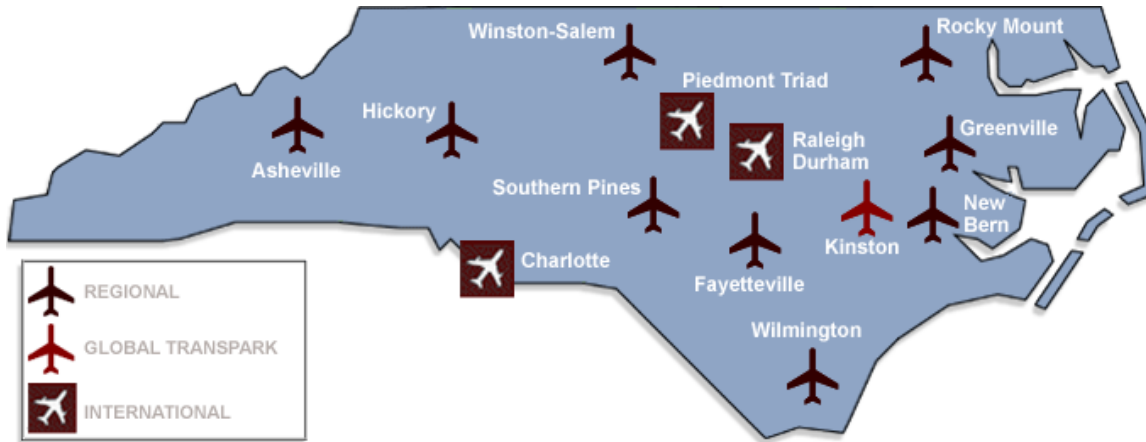 Winston-Salem
Rocky Mount
Piedmont Triad
Hickory
Greenville
Raleigh
Durham
Asheville
Southern Pines
New
Bern
Kinston
Charlotte
Fayetteville
Wilmington
REGIONAL
GLOBAL TRANSPARK
INTERNATIONAL